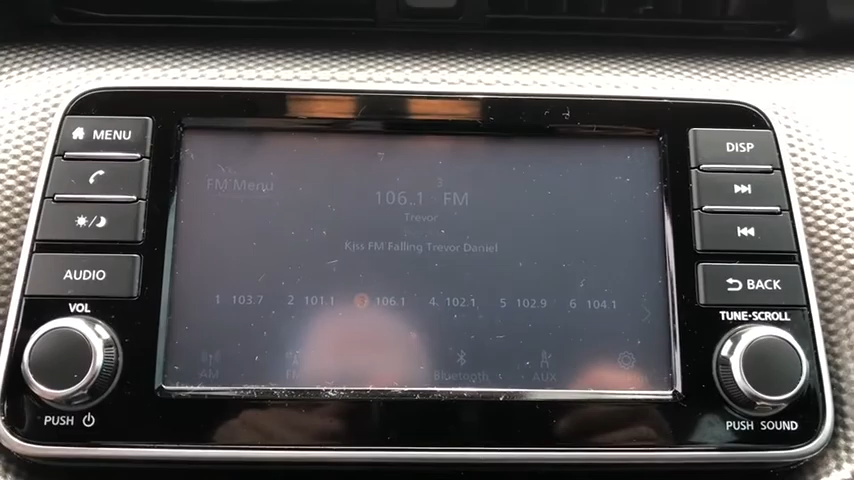 MENU
DISP
AUDIO
BACK
VOL
TUNE·SCROLL
PUSH
PUSH SOUND
FM Menu
3
106.1 FM
Trevor
Kiss FM Falling Trevor Daniel
1 103.7 2 101.1 3 106.1 4 102.1 5 102.9 6 104.1
AM FM Bluetooth AUX